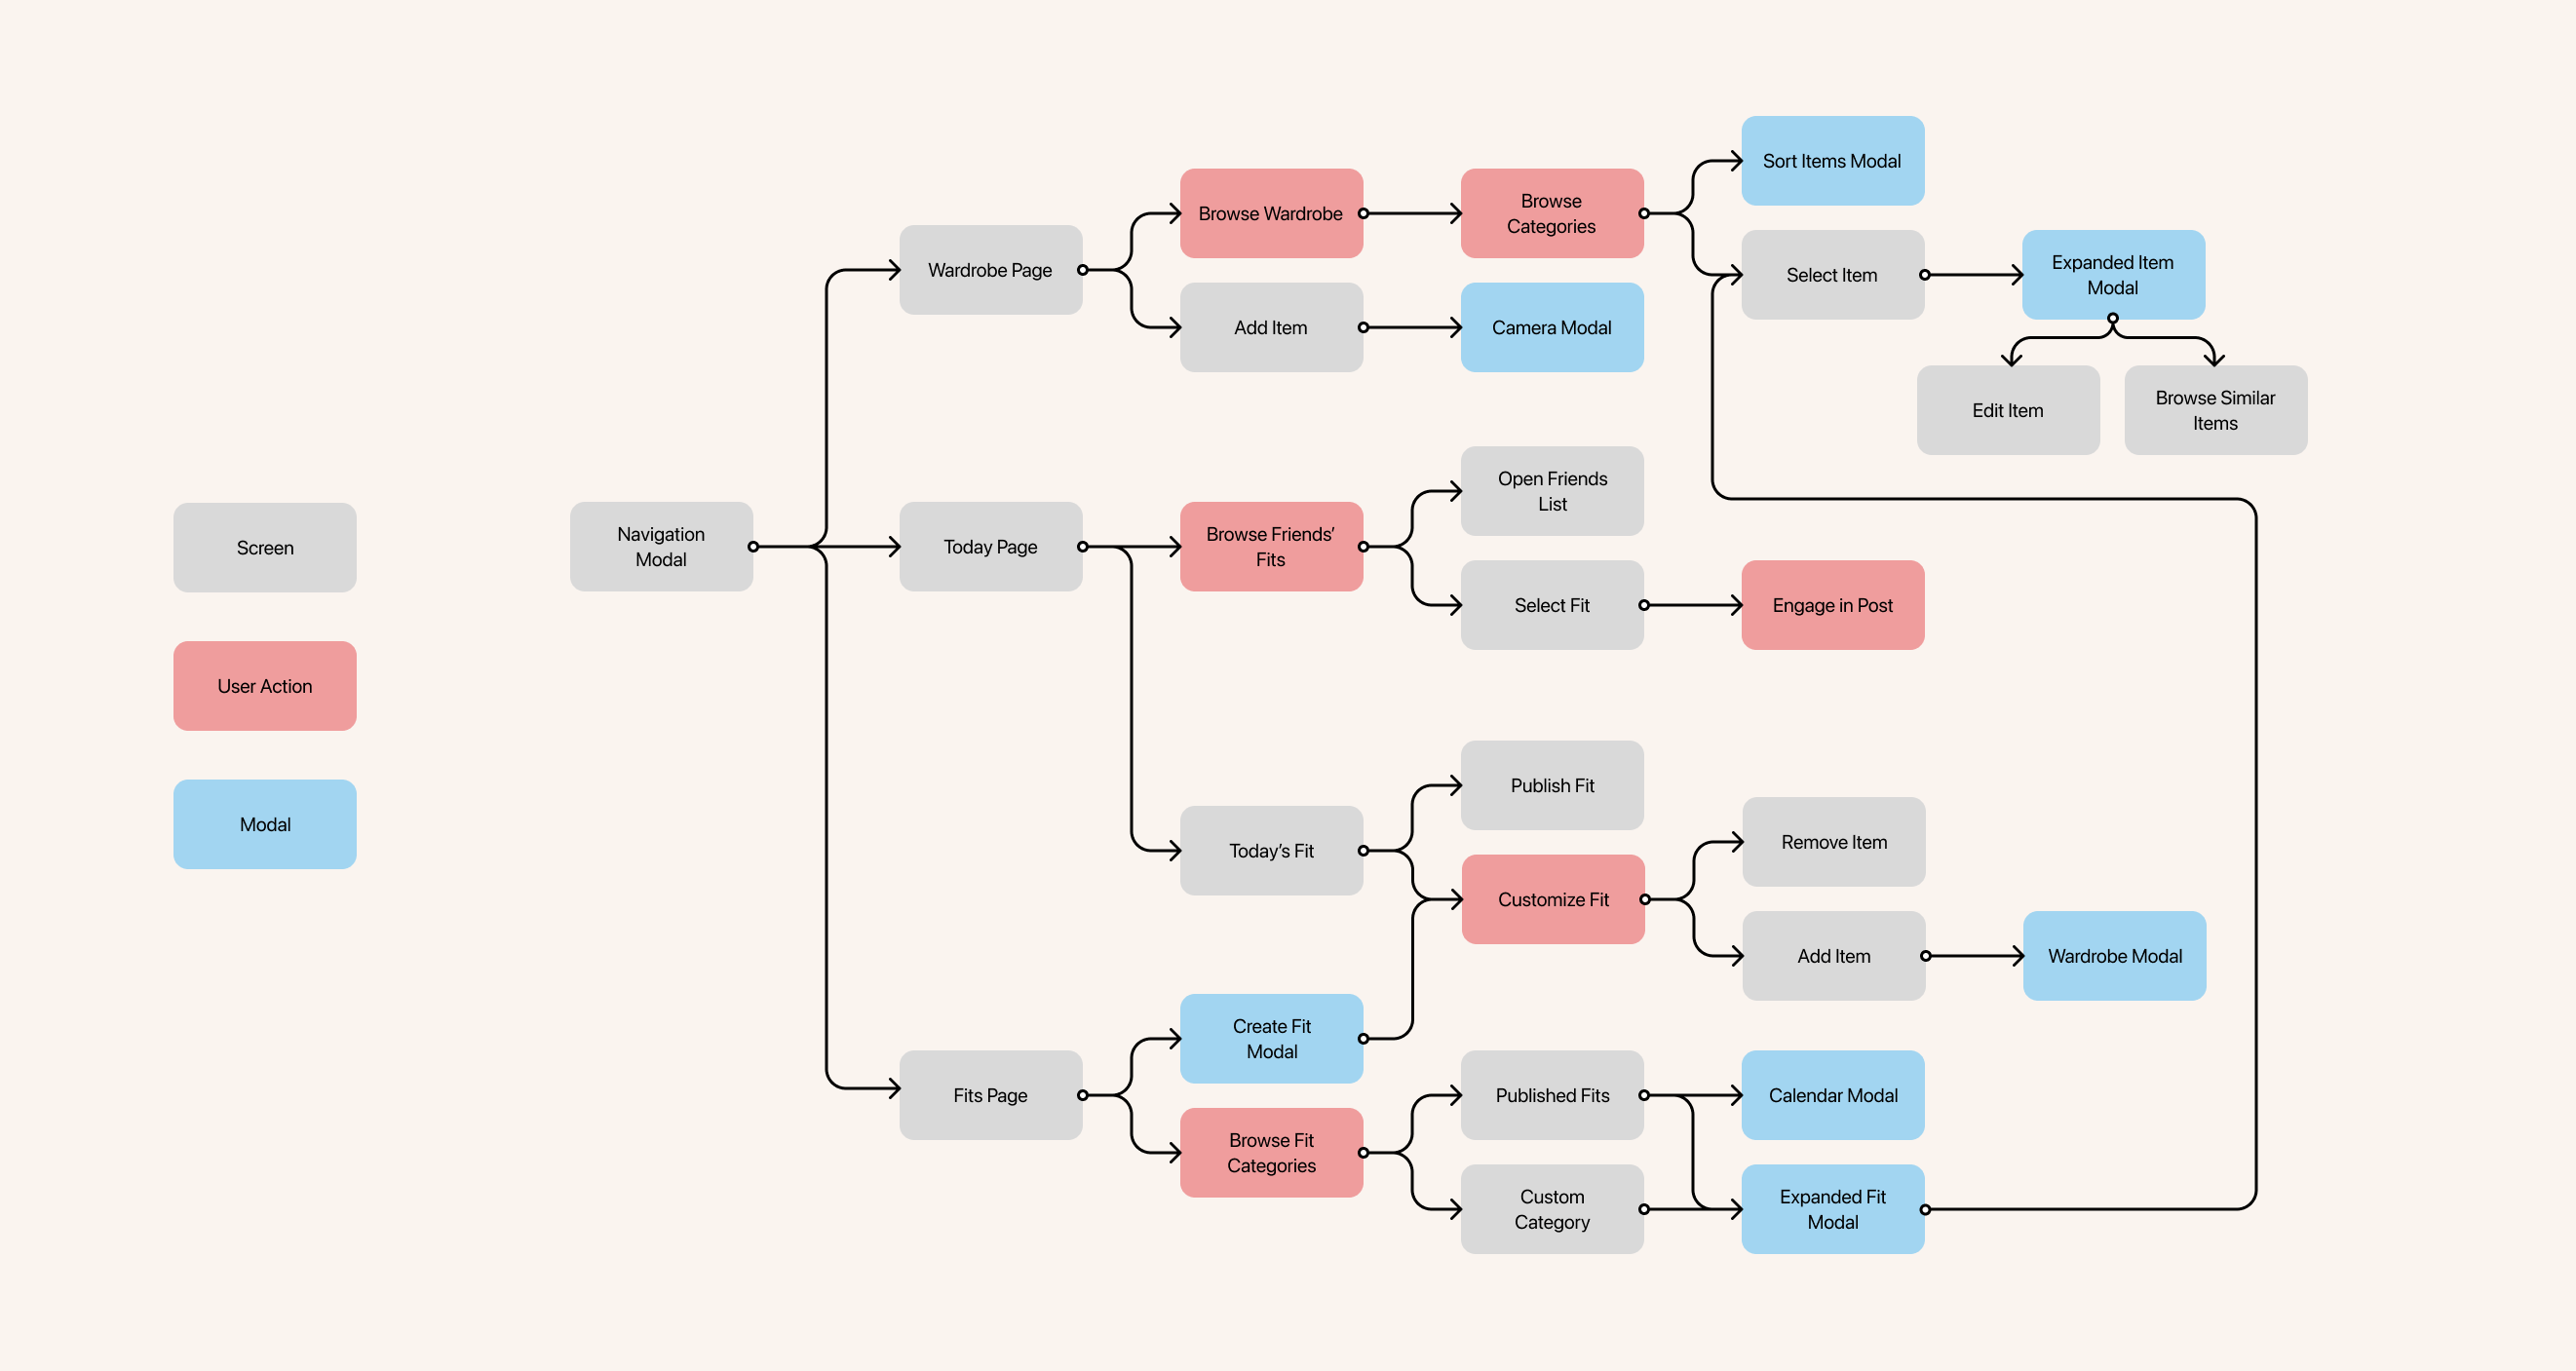 Screen
User Action
Modal
Navigation
Modal
Wardrobe Page
Browse Wardrobe
Browse
Categories
Sort Items Modal
Select Item
Expanded Item
Modal
Edit Item
Browse Similar
Items
Add Item
Camera Modal
Today Page
Browse Friends’
Fits
Open Friends
List
Select Fit
Engage in Post
Today’s Fit
Publish Fit
Customize Fit
Remove Item
Add Item
Wardrobe Modal
Fits Page
Create Fit
Modal
Browse Fit
Categories
Published Fits
Calendar Modal
Custom
Category
Expanded Fit
Modal